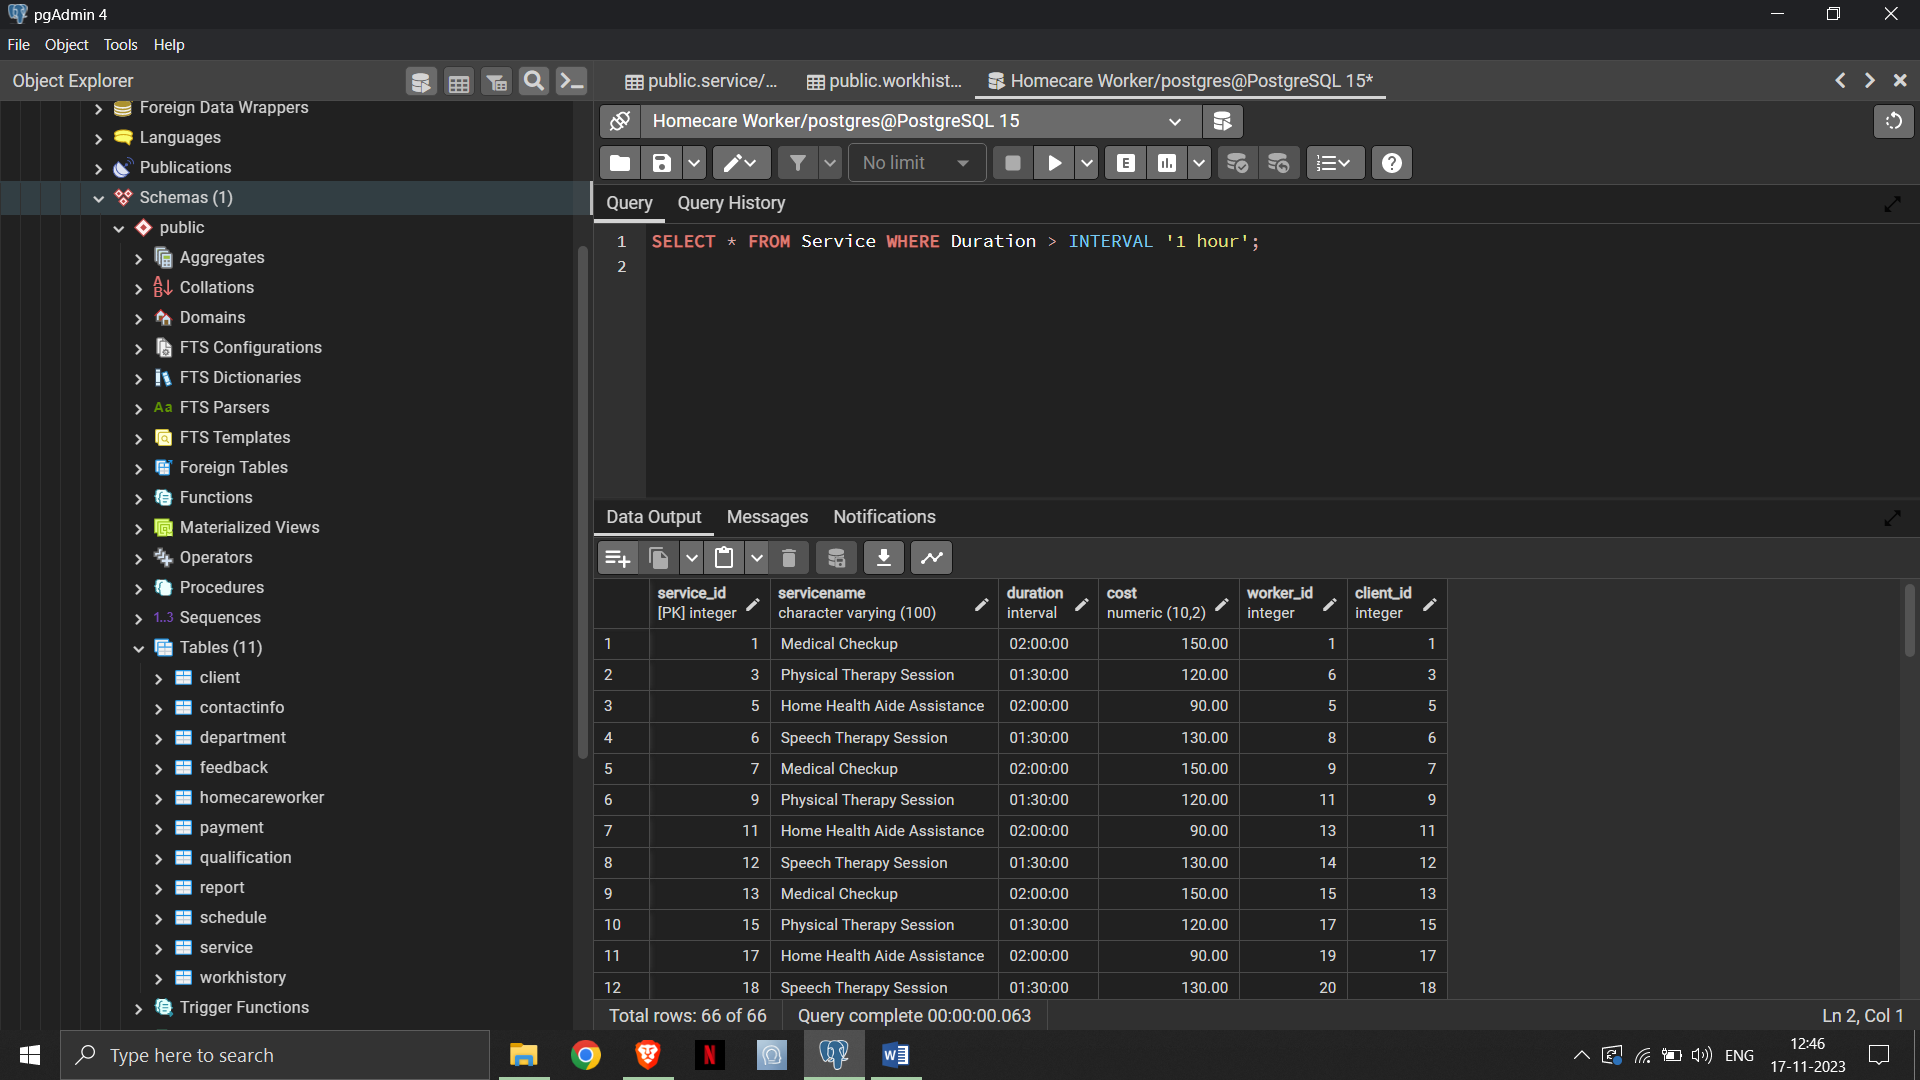 pgAdmin 4
File Object Tools Help
Object Explorer
public.service/...
public.workhist...
Homecare Worker/postgres@PostgreSQL 15*
Foreign Data Wrappers
Languages
Publications
Schemas (1)
public
Aggregates
Collations
Domains
FTS Configurations
FTS Dictionaries
Aa FTS Parsers
FTS Templates
Foreign Tables
Functions
Materialized Views
Operators
Procedures
1..3 Sequences
Tables (11)
client
contactinfo
department
feedback
homecareworker
payment
qualification
report
schedule
service
workhistory
Trigger Functions
Homecare Worker/postgres@PostgreSQL 15
No limit
E
Query Query History
1 SELECT * FROM Service WHERE Duration > INTERVAL '1 hour';
2
Data Output Messages Notifications
service_id servicename duration cost worker_id client_id
[PK] integer character varying (100) interval numeric (10,2) integer integer
1 1 Medical Checkup 02:00:00 150.00 1 1
2 3 Physical Therapy Session 01:30:00 120.00 6 3
3 5 Home Health Aide Assistance 02:00:00 90.00 5 5
4 6 Speech Therapy Session 01:30:00 130.00 8 6
5 7 Medical Checkup 02:00:00 150.00 9 7
6 9 Physical Therapy Session 01:30:00 120.00 11 9
7 11 Home Health Aide Assistance 02:00:00 90.00 13 11
8 12 Speech Therapy Session 01:30:00 130.00 14 12
9 13 Medical Checkup 02:00:00 150.00 15 13
10 15 Physical Therapy Session 01:30:00 120.00 17 15
11 17 Home Health Aide Assistance 02:00:00 90.00 19 17
12 18 Speech Therapy Session 01:30:00 130.00 20 18
Total rows: 66 of 66 Query complete 00:00:00.063 Ln 2, Col 1
Type here to search
N
W
ENG
12:46
17-11-2023